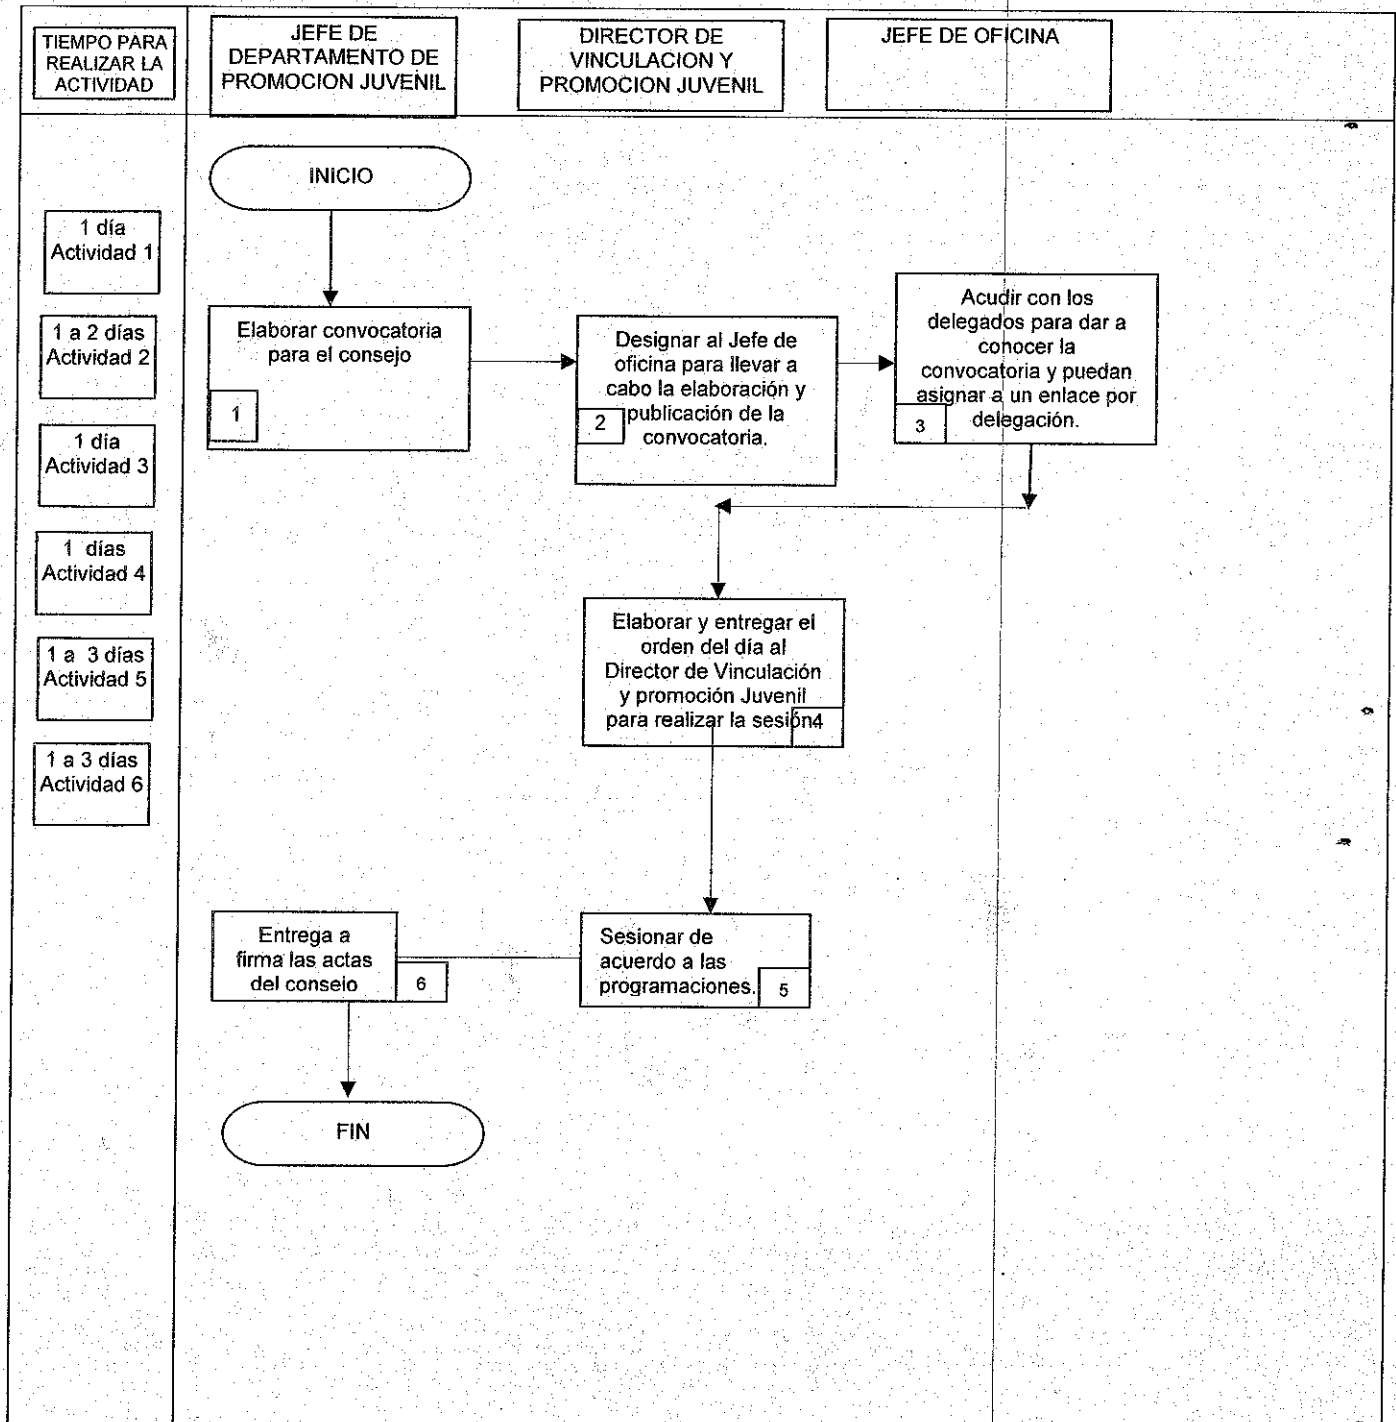 TIEMPO PARA
REALIZAR LA
ACTIVIDAD
JEFE DE
DEPARTAMENTO DE
PROMOCION JUVENIL
DIRECTOR DE
VINCULACION Y
PROMOCION JUVENIL
JEFE DE OFICINA
INICIO
1 día
Actividad 1
1 a 2 días
Actividad 2
1 día
Actividad 3
1 días
Actividad 4
1 a 3 días
Actividad 5
1 a 3 días
Actividad 6
Elaborar convocatoria
para el consejo
1
Designar al Jefe de
oficina para llevar a
cabo la elaboración y
publicación de la
convocatoria.
2
Acudir con los
delegados para dar a
conocer la
convocatoria y puedan
asignar a un enlace por
delegación.
3
Elaborar y entregar el
orden del día al
Director de Vinculación
y promoción Juvenil
para realizar la sesión
4
Sesionar de
acuerdo a las
programaciones.
5
Entrega a
firma las actas
del consejo
6
FIN